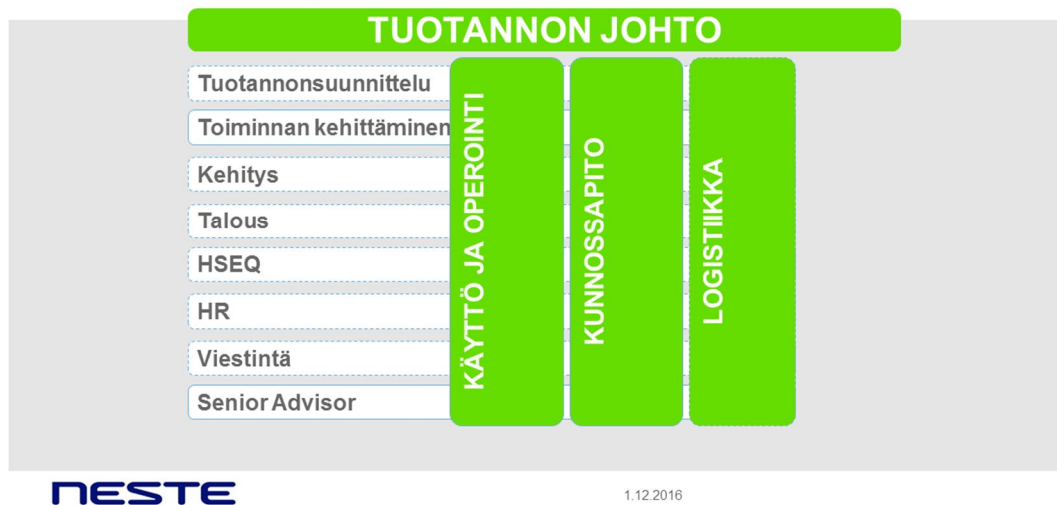 TUOTANNON JOHTO
Tuotannonsuunnittelu
Toiminnan kehittäminen
Kehitys
Talous
HSEQ
HR
Viestintä
Senior Advisor
KÄYTTÖ JA OPEROINTI
KUNNOSSAPITO
LOGISTIIKKA
NESTE
1.12.2016